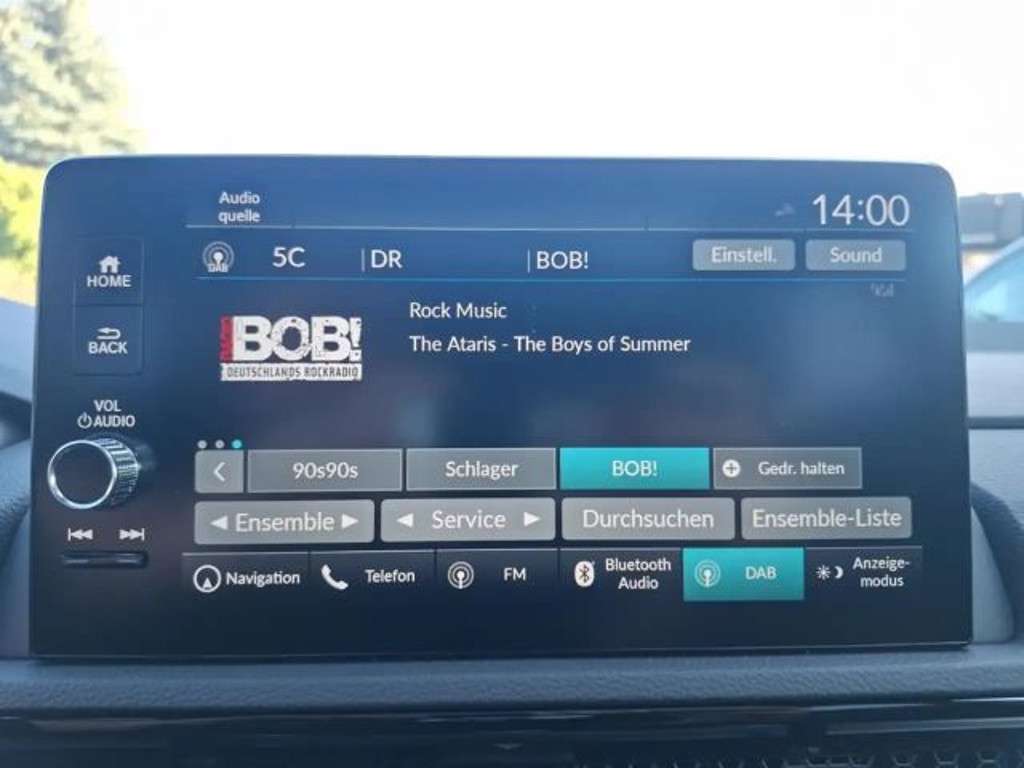 Audio
quelle
14:00
DAB
5C
DR
BOB!
Einstell.
Sound
HOME
BACK
VOL
AUDIO
RADIO
BOB!
DEUTSCHLANDS ROCKRADIO
Rock Music
The Ataris - The Boys of Summer
90s90s
Schlager
BOB!
Gedr. halten
Ensemble
Service
Durchsuchen
Ensemble-Liste
Navigation
Telefon
FM
Bluetooth
Audio
DAB
Anzeige-
modus